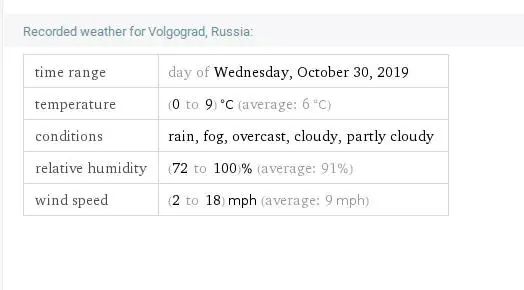 Recorded weather for Volgograd, Russia:
time range day of Wednesday, October 30, 2019
temperature (0 to 9) °C (average: 6 °C)
conditions rain, fog, overcast, cloudy, partly cloudy
relative humidity (72 to 100)% (average: 91%)
wind speed (2 to 18) mph (average: 9 mph)